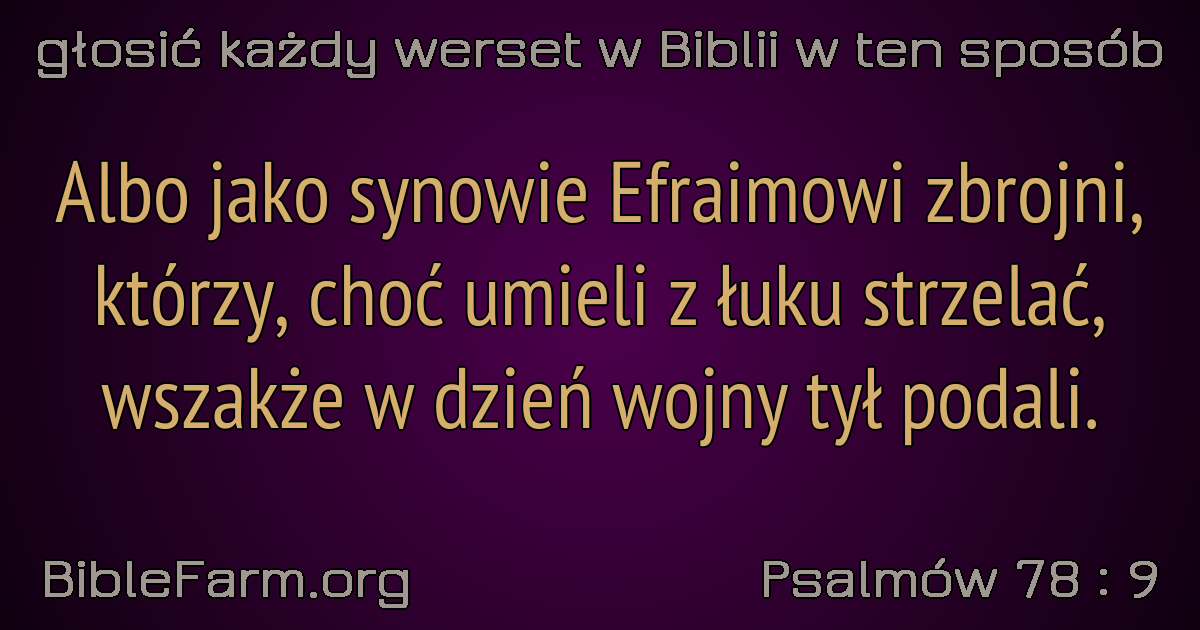 głosić każdy werset w Biblii w ten sposób
Albo jako synowie Efraimowi zbrojni,
którzy, choć umieli z łuku strzelać,
wszakże w dzień wojny tył podali.
BibleFarm.org
Psalmów 78 : 9